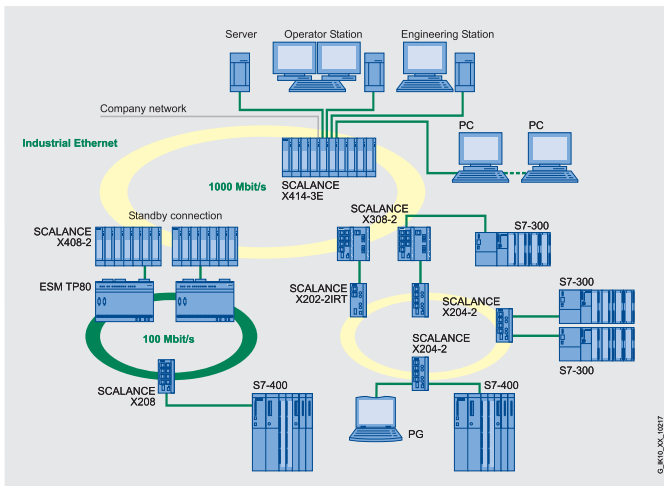 Server
Operator Station
Engineering Station
Company network
PC
PC
Industrial Ethernet
1000 Mbit/s
SCALANCE
X414-3E
Standby connection
SCALANCE
X408-2
SCALANCE
X308-2
S7-300
ESM TP80
SCALANCE
X202-2IRT
SCALANCE
X204-2
S7-300
S7-300
100 Mbit/s
SCALANCE
X204-2
SCALANCE
X208
S7-400
S7-400
PG
G_IK10_XX_10217